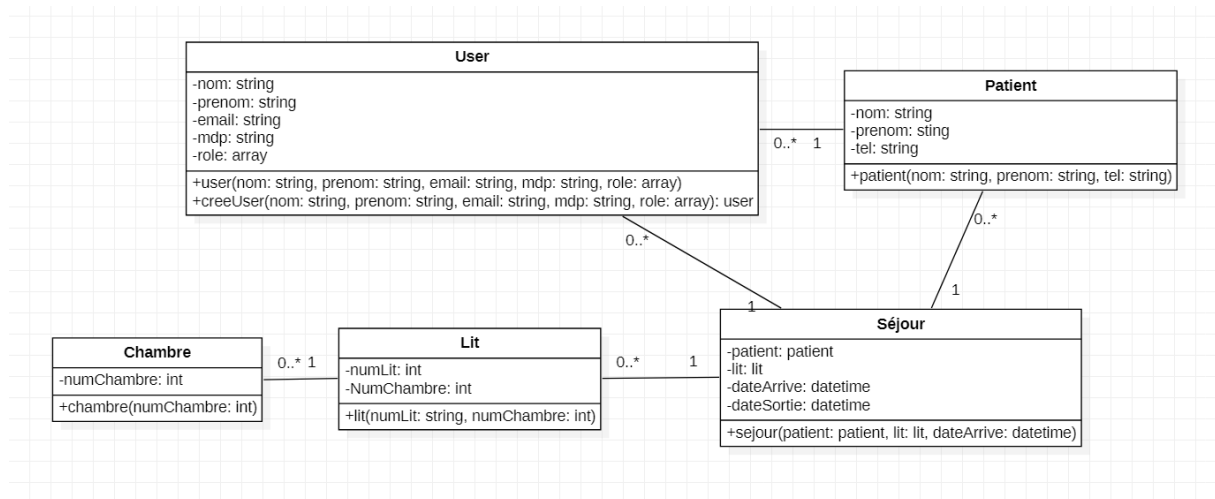 User
-nom: string
-prenom: string
-email: string
-mdp: string
-role: array
+user(nom: string, prenom: string, email: string, mdp: string, role: array)
+creeUser(nom: string, prenom: string, email: string, mdp: string, role: array): user
Patient
-nom: string
-prenom: sting
-tel: string
+patient(nom: string, prenom: string, tel: string)
0..* 1
0..*
1
0..*
1
Chambre
-numChambre: int
+chambre(numChambre: int)
0..* 1
Lit
-numLit: int
-NumChambre: int
+lit(numLit: string, numChambre: int)
0..* 1
Séjour
-patient: patient
-lit: lit
-dateArrive: datetime
-dateSortie: datetime
+sejour(patient: patient, lit: lit, dateArrive: datetime)